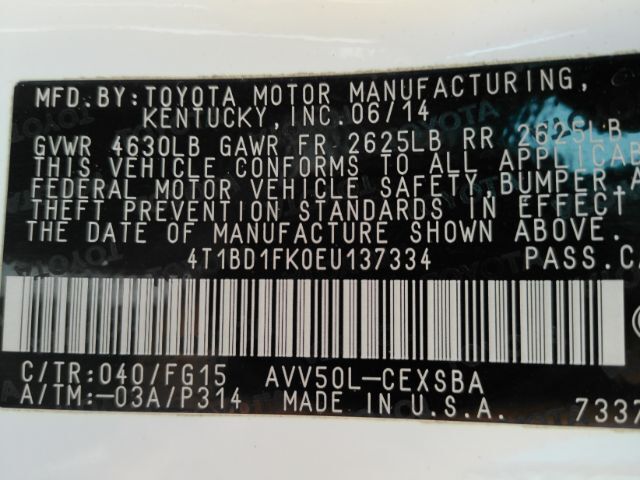 MFD. BY: TOYOTA MOTOR MANUFACTURING,
KENTUCKY, INC. 06/14
GVWR 4630LB GAWR FR 2625LB RR 2625LB
THIS VEHICLE CONFORMS TO ALL APPLICAB
FEDERAL MOTOR VEHICLE SAFETY, BUMPER, A
THEFT PREVENTION STANDARDS IN EFFECT
THE DATE OF MANUFACTURE SHOWN ABOVE.
4T1BD1FK0EU137334 PASS. CA
C/TR: 040/FG15 AVV50L-CEXSBA
A/TM: -03A/P314 MADE IN U.S.A. 7337